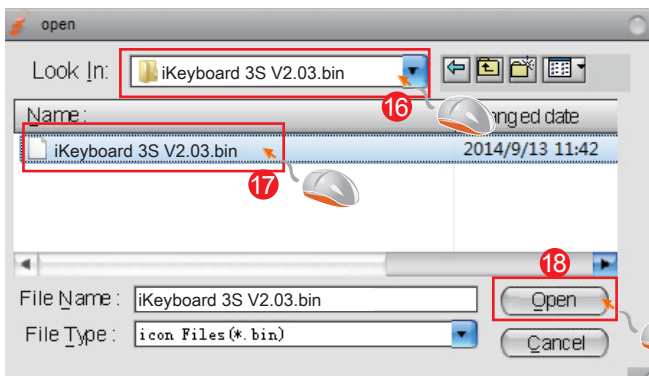 open
Look In: iKeyboard 3S V2.03.bin
16
Name: anged date
iKeyboard 3S V2.03.bin 2014/9/13 11:42
17
18
File Name: iKeyboard 3S V2.03.bin Open
File Type: icon Files(*.bin) Cancel